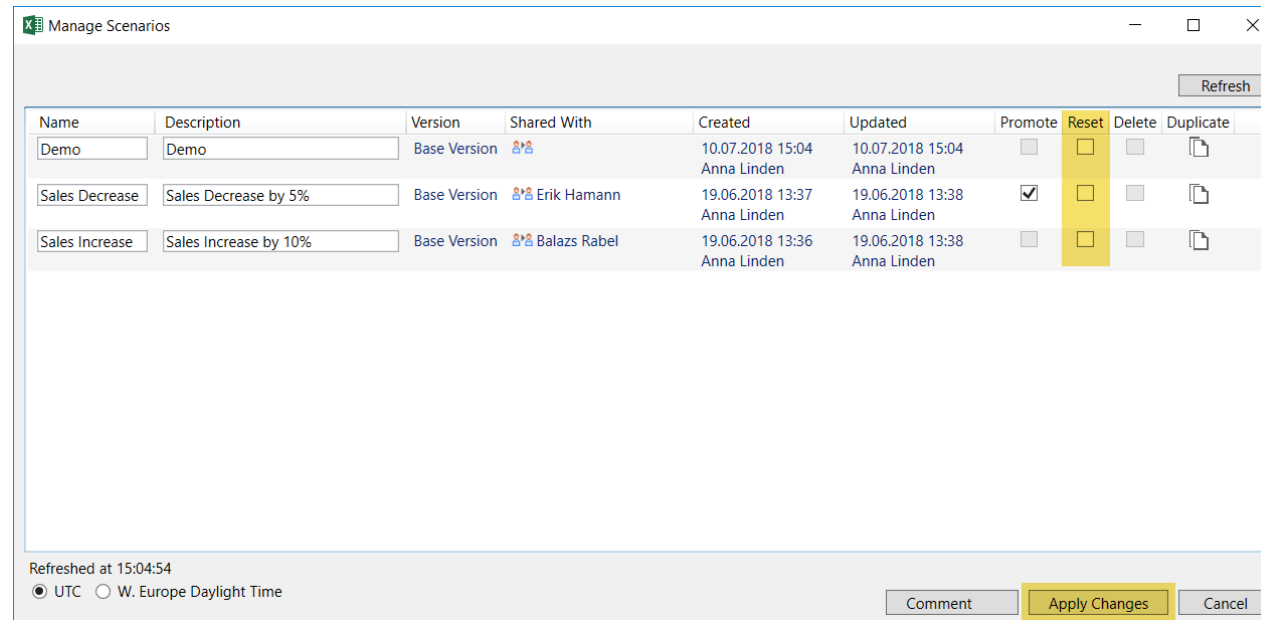 Manage Scenarios
Refresh
Name Description Version Shared With Created Updated Promote Reset Delete Duplicate
Demo Demo Base Version 10.07.2018 15:04 10.07.2018 15:04
Anna Linden Anna Linden
Sales Decrease Sales Decrease by 5% Base Version Erik Hamann 19.06.2018 13:37 19.06.2018 13:38
Anna Linden Anna Linden
Sales Increase Sales Increase by 10% Base Version Balazs Rabel 19.06.2018 13:36 19.06.2018 13:38
Anna Linden Anna Linden
Refreshed at 15:04:54
UTC W. Europe Daylight Time
Comment Apply Changes Cancel